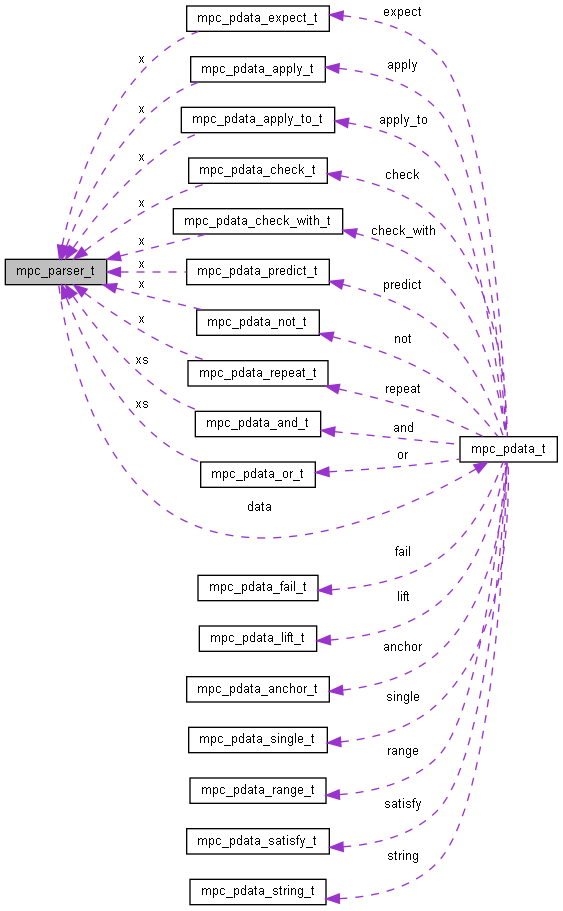 expect
mpc_pdata_expect_t
x
apply
mpc_pdata_apply_t
x
apply_to
mpc_pdata_apply_to_t
x
check
mpc_pdata_check_t
x
check_with
mpc_pdata_check_with_t
x
mpc_parser_t
x
mpc_pdata_predict_t
predict
x
mpc_pdata_not_t
not
x
mpc_pdata_repeat_t
repeat
xs
mpc_pdata_and_t
and
xs
mpc_pdata_or_t
or
mpc_pdata_t
data
fail
mpc_pdata_fail_t
lift
mpc_pdata_lift_t
anchor
mpc_pdata_anchor_t
single
mpc_pdata_single_t
range
mpc_pdata_range_t
satisfy
mpc_pdata_satisfy_t
string
mpc_pdata_string_t